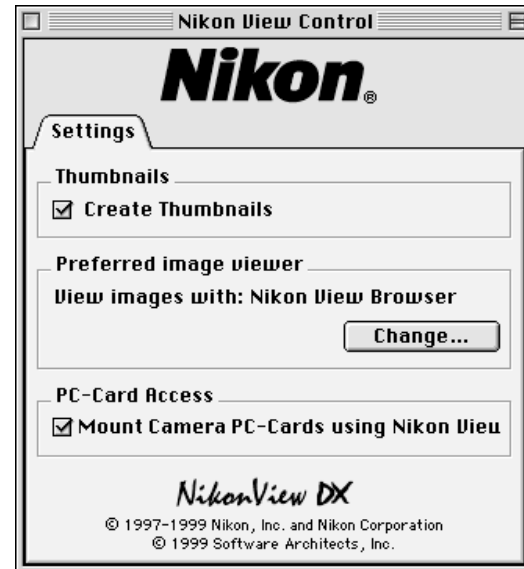 Nikon View Control
Nikon®
Settings
Thumbnails
Create Thumbnails
Preferred image viewer
View images with: Nikon View Browser
Change...
PC-Card Access
Mount Camera PC-Cards using Nikon View
NikonView DX
© 1997-1999 Nikon, Inc. and Nikon Corporation
© 1999 Software Architects, Inc.